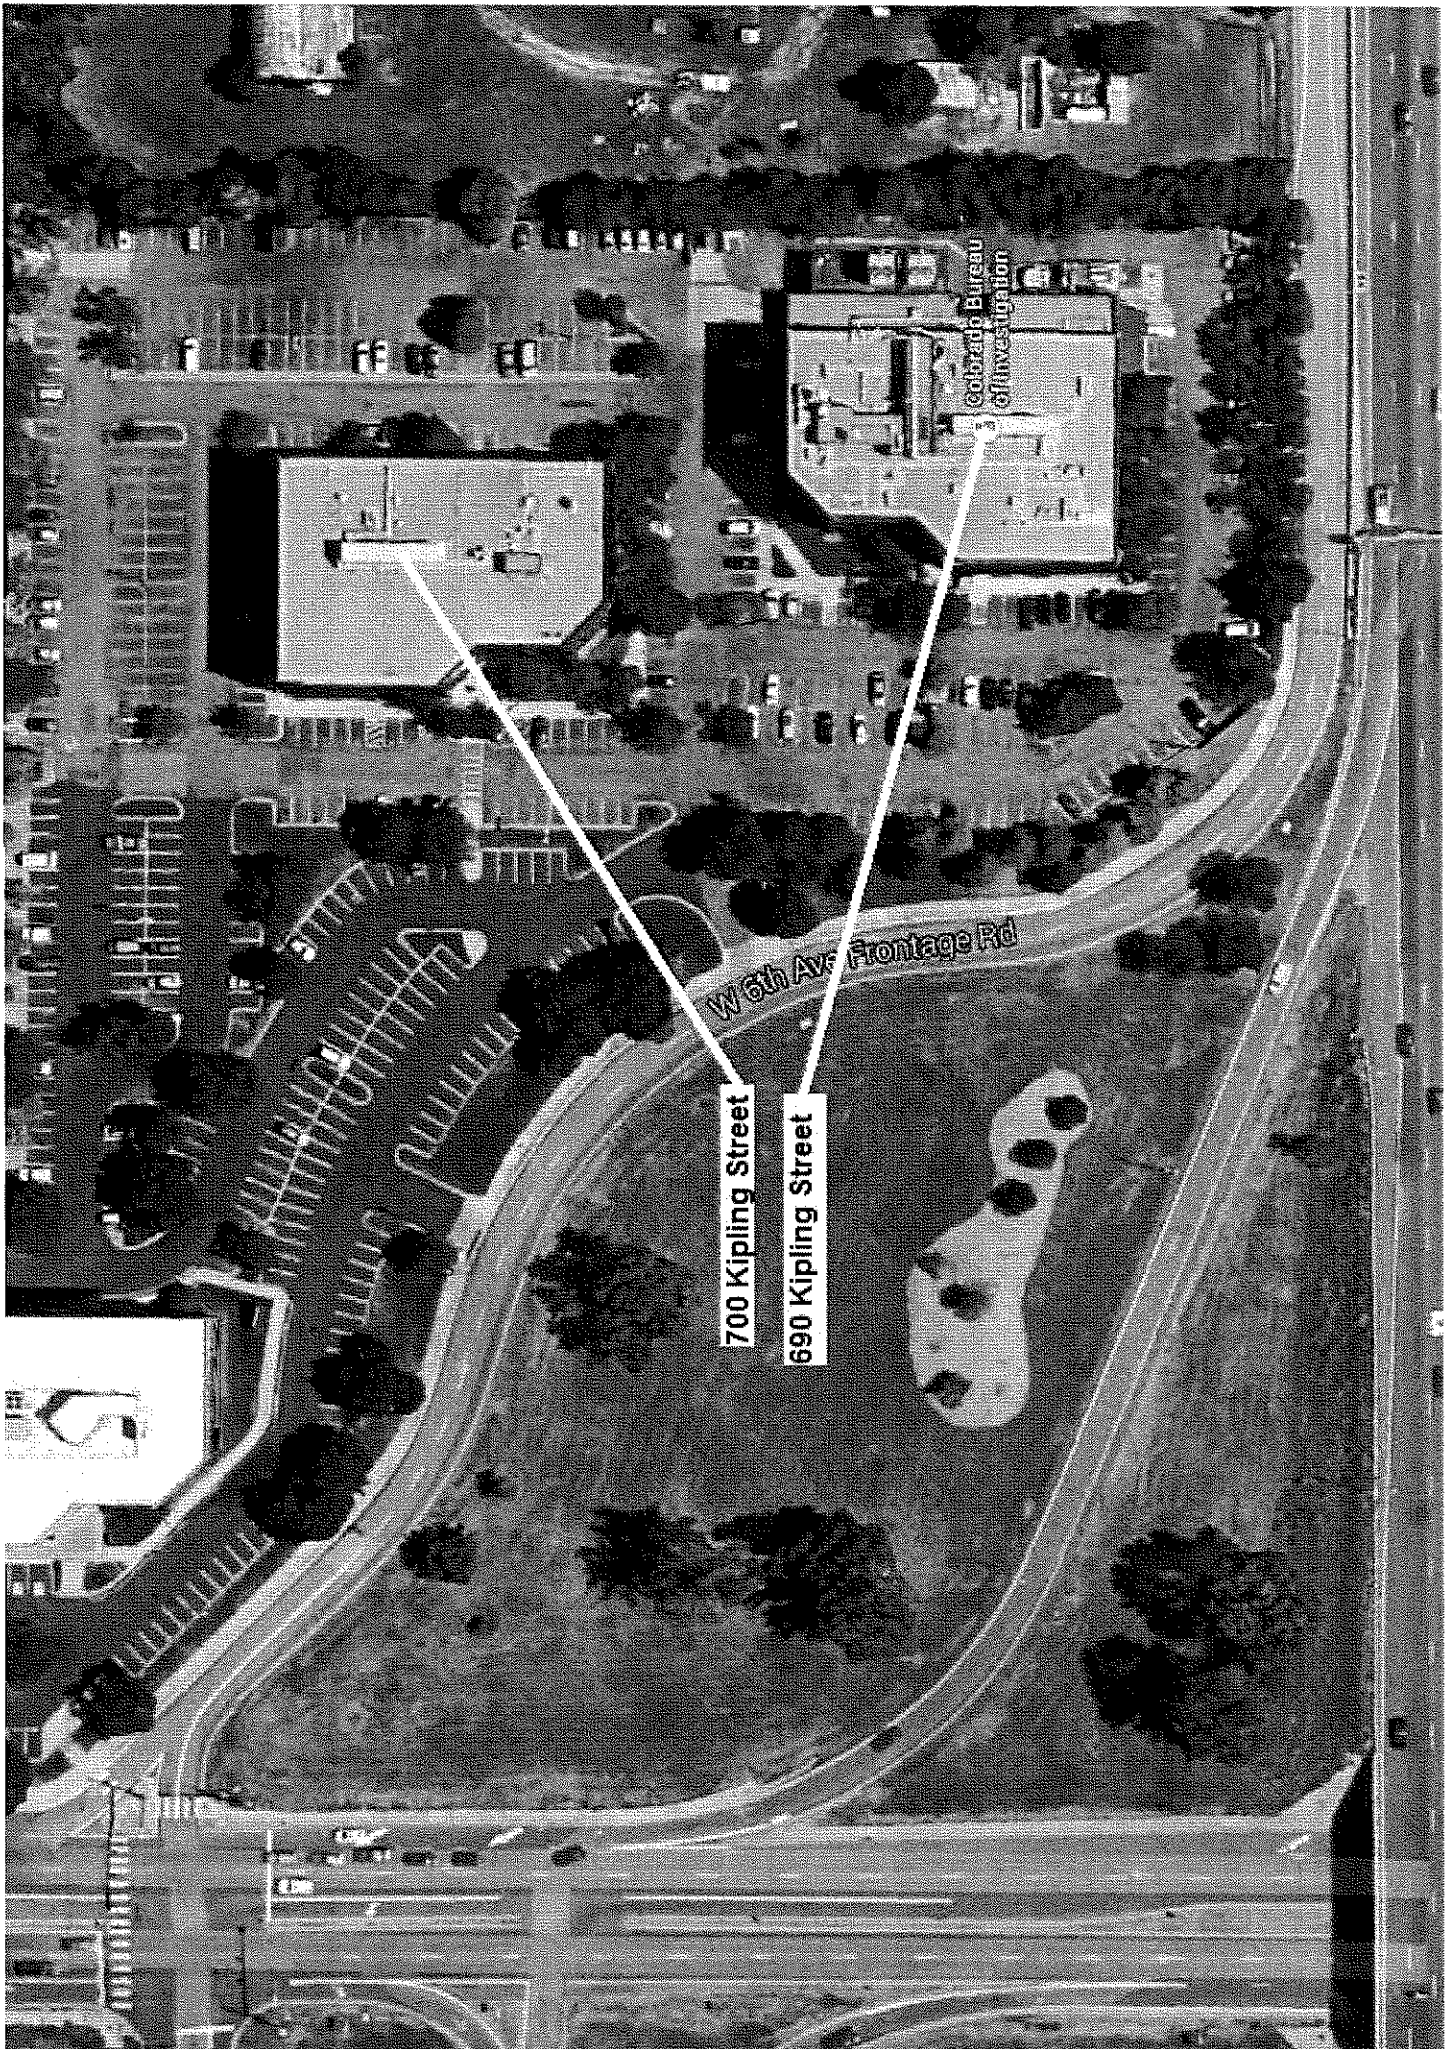 Colorado Bureau
of Investigation
W 6th Ave Frontage Rd
700 Kipling Street
690 Kipling Street